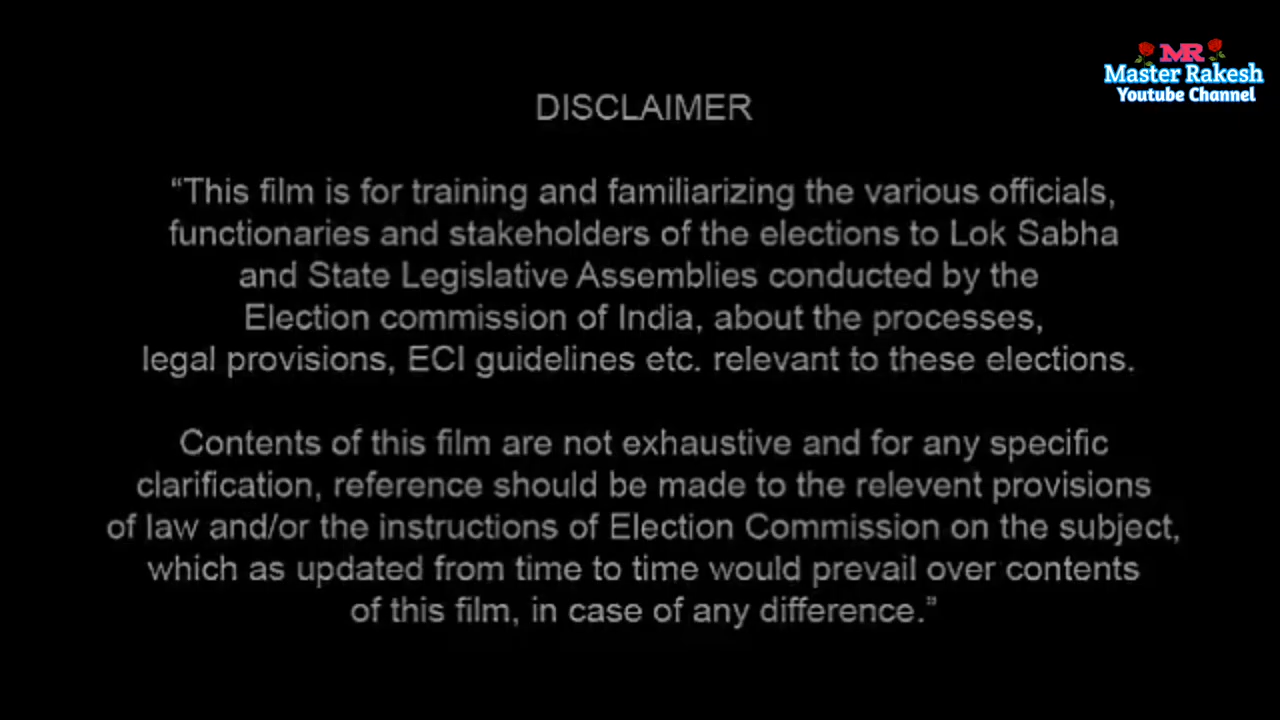 MR
Master Rakesh
Youtube Channel
DISCLAIMER
“This film is for training and familiarizing the various officials,
functionaries and stakeholders of the elections to Lok Sabha
and State Legislative Assemblies conducted by the
Election commission of India, about the processes,
legal provisions, ECI guidelines etc. relevant to these elections.
Contents of this film are not exhaustive and for any specific
clarification, reference should be made to the relevent provisions
of law and/or the instructions of Election Commission on the subject,
which as updated from time to time would prevail over contents
of this film, in case of any difference.”